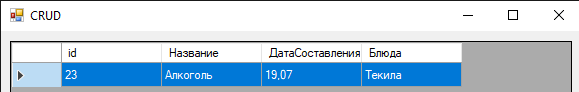 CRUD
id Название ДатаСоставления Блюда
23 Алкоголь 19,07 Текила